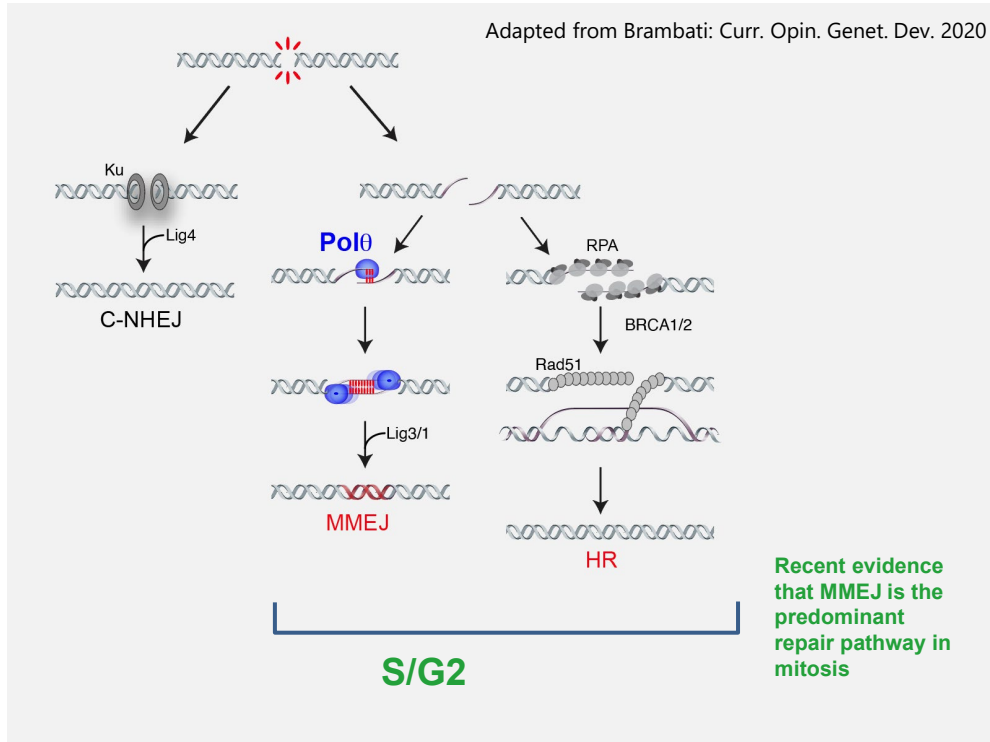 Adapted from Brambati: Curr. Opin. Genet. Dev. 2020
Ku
Lig4
C-NHEJ
Polθ
Lig3/1
MMEJ
RPA
BRCA1/2
Rad51
HR
S/G2
Recent evidence
that MMEJ is the
predominant
repair pathway in
mitosis